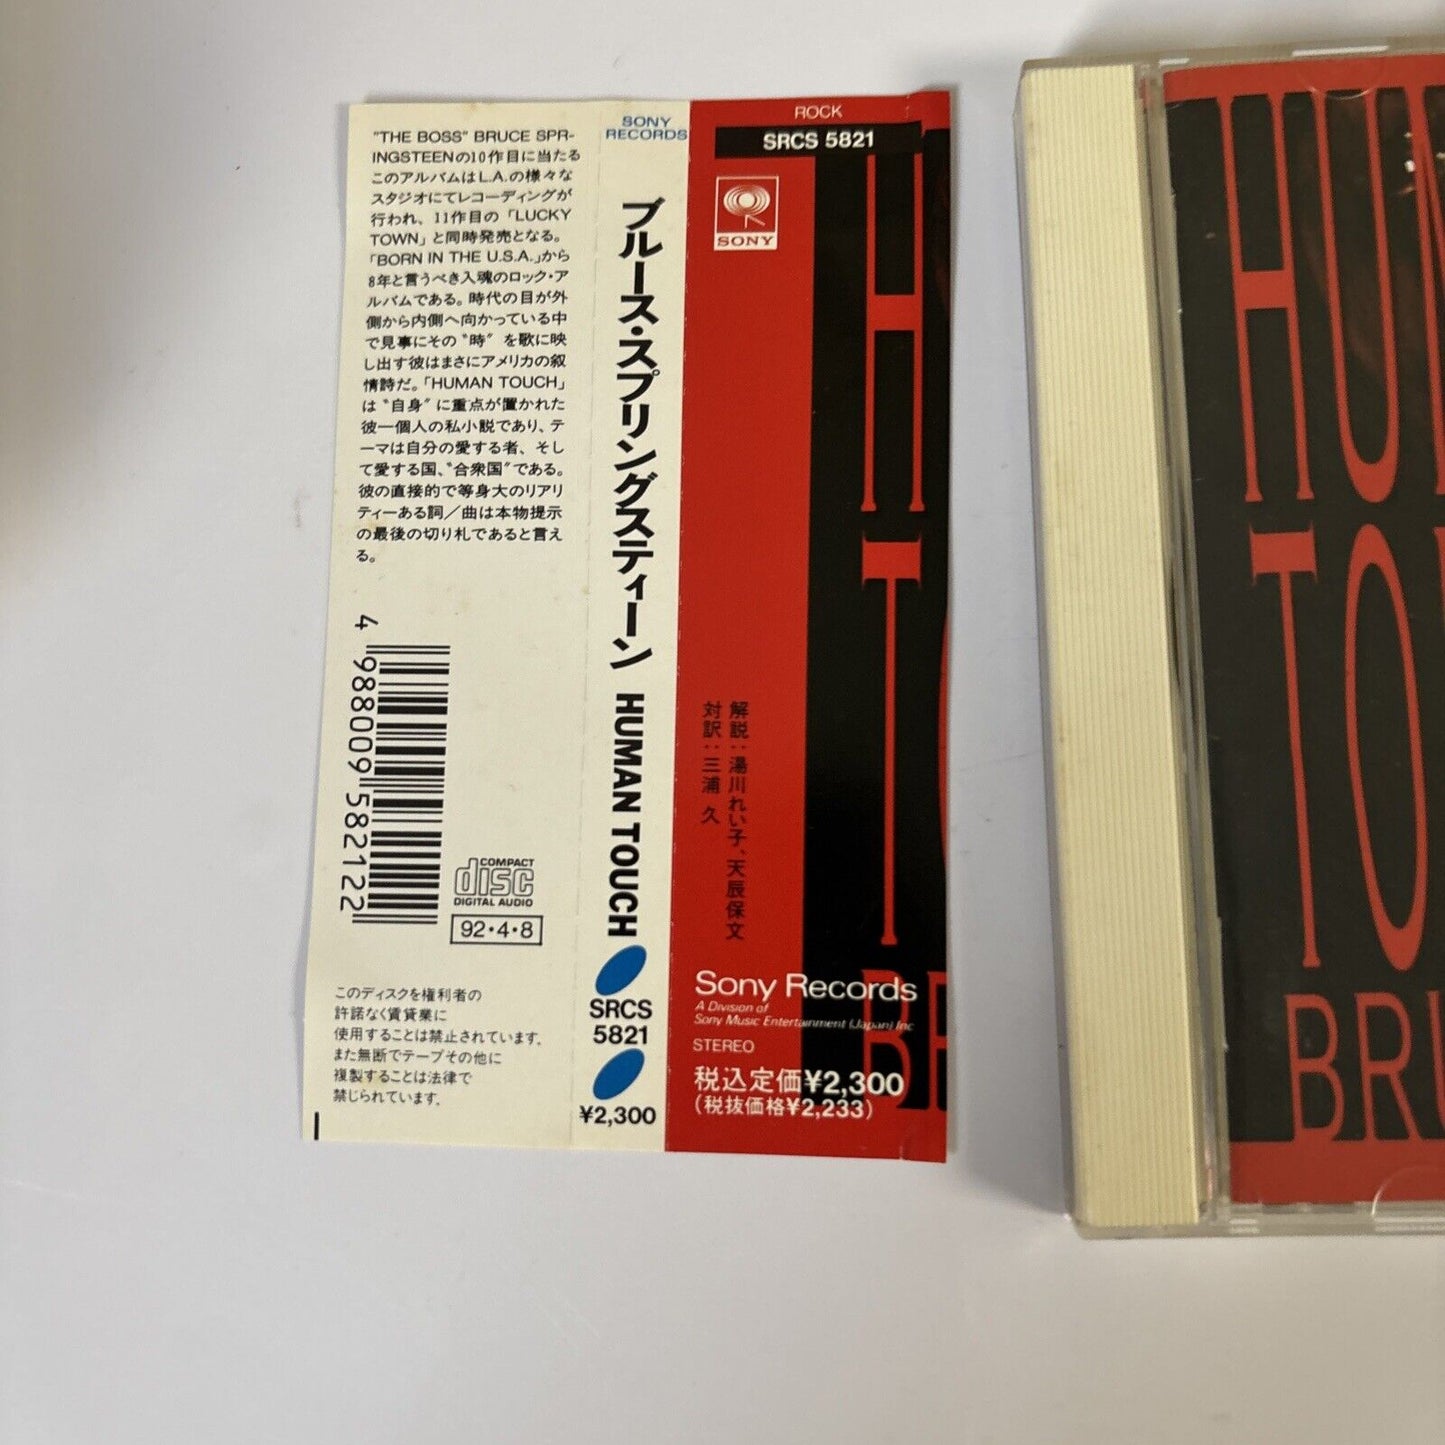 "THE BOSS" BRUCE SPR-
INGSTEENの10作目に当たる
このアルバムはL.A.の様々な
スタジオにてレコーディングが
行われ、11作目の「LUCKY
TOWN」と同時発売となる。
「BORN IN THE U.S.A.」から
8年と言うべき入魂のロック・ア
ルバムである。時代の目が外
側から内側へ向かっている中
で見事にその〝時〞を歌に映
し出す彼はまさにアメリカの叙
情詩だ。「HUMAN TOUCH」
は〝自身〞に重点が置かれた
彼一個人の私小説であり、テ
ーマは自分の愛する者、そし
て愛する国、〝合衆国〞である。
彼の直接的で等身大のリアリ
ティーある詞／曲は本物提示
の最後の切り札であると言え
る。
4 988009 582122
COMPACT
disc
DIGITAL AUDIO
92・4・8
このディスクを権利者の
許諾なく賃貸業に
使用することは禁止されています。
また無断でテープその他に
複製することは法律で
禁じられています。
SONY
RECORDS
ブルース・スプリングスティーン HUMAN TOUCH
SRCS
5821
¥2,300
ROCK
SRCS 5821
SONY
解説：湯川れい子、天辰保文
対訳：三浦 久
Sony Records
A Division of
Sony Music Entertainment (Japan) Inc
STEREO
税込定価¥2,300
(税抜価格¥2,233)
H
T
BR
HUM
TO
BRU